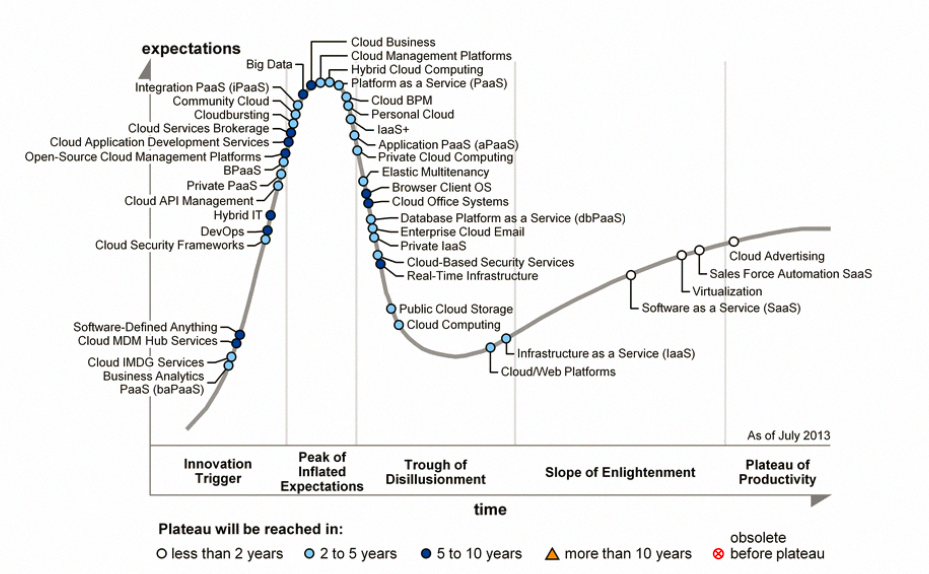 expectations
Cloud Business
Cloud Management Platforms
Big Data
Hybrid Cloud Computing
Platform as a Service (PaaS)
Integration PaaS (iPaaS)
Community Cloud
Cloudbursting
Cloud Services Brokerage
Cloud Application Development Services
Open-Source Cloud Management Platforms
BPaaS
Private PaaS
Cloud API Management
Hybrid IT
DevOps
Cloud Security Frameworks
Software-Defined Anything
Cloud MDM Hub Services
Cloud IMDG Services
Business Analytics
PaaS (baPaaS)
Cloud BPM
Personal Cloud
IaaS+
Application PaaS (aPaaS)
Private Cloud Computing
Elastic Multitenancy
Browser Client OS
Cloud Office Systems
Database Platform as a Service (dbPaaS)
Enterprise Cloud Email
Private IaaS
Cloud-Based Security Services
Real-Time Infrastructure
Public Cloud Storage
Cloud Computing
Infrastructure as a Service (IaaS)
Cloud/Web Platforms
Cloud Advertising
Sales Force Automation SaaS
Virtualization
Software as a Service (SaaS)
As of July 2013
Innovation
Trigger
Peak of
Inflated
Expectations
Trough of
Disillusionment
Slope of Enlightenment
Plateau of
Productivity
time
Plateau will be reached in:
less than 2 years
2 to 5 years
5 to 10 years
more than 10 years
obsolete
before plateau